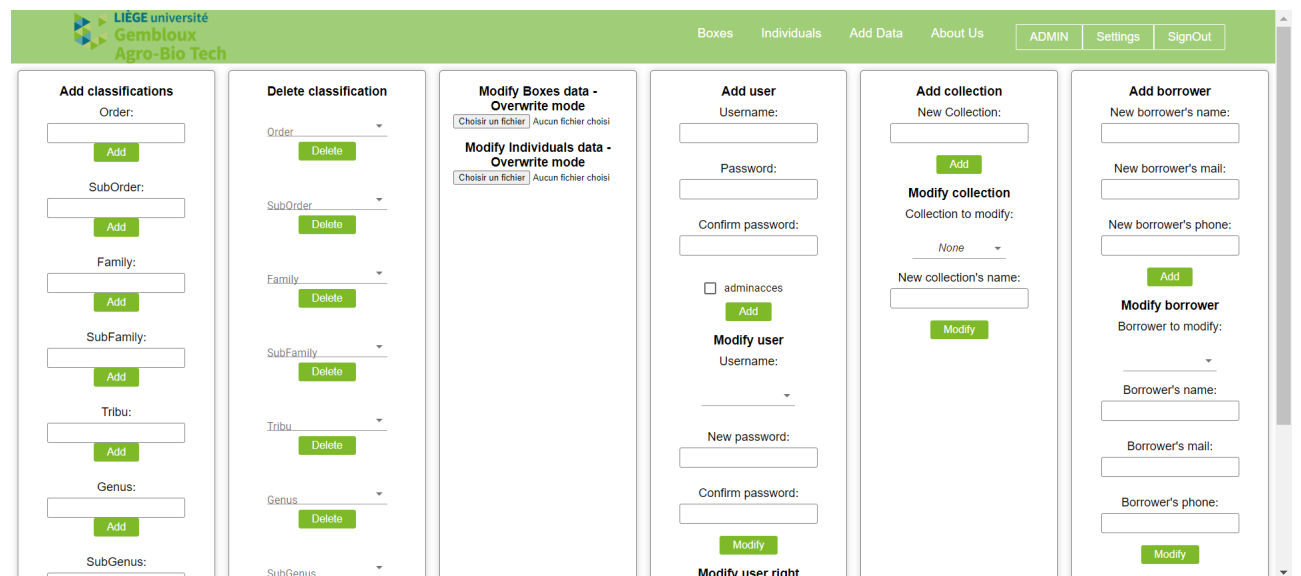 LIÈGE université
Gembloux
Agro-Bio Tech
Boxes Individuals Add Data About Us ADMIN Settings SignOut
Add classifications
Order:
Add
SubOrder:
Add
Family:
Add
SubFamily:
Add
Tribu:
Add
Genus:
Add
SubGenus:
Delete classification
Order
Delete
SubOrder
Delete
Family
Delete
SubFamily
Delete
Tribu
Delete
Genus
Delete
SubGenus
Modify Boxes data -
Overwrite mode
Choisir un fichier Aucun fichier choisi
Modify Individuals data -
Overwrite mode
Choisir un fichier Aucun fichier choisi
Add user
Username:
Password:
Confirm password:
adminacces
Add
Modify user
Username:
New password:
Confirm password:
Modify
Modify user right
Add collection
New Collection:
Add
Modify collection
Collection to modify:
None
New collection's name:
Modify
Add borrower
New borrower's name:
New borrower's mail:
New borrower's phone:
Add
Modify borrower
Borrower to modify:
Borrower's name:
Borrower's mail:
Borrower's phone:
Modify